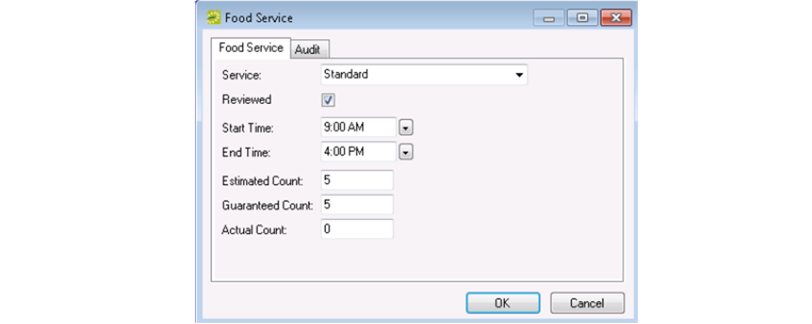 Food Service
Food Service Audit
Service: Standard
Reviewed
Start Time: 9:00 AM
End Time: 4:00 PM
Estimated Count: 5
Guaranteed Count: 5
Actual Count: 0
OK Cancel